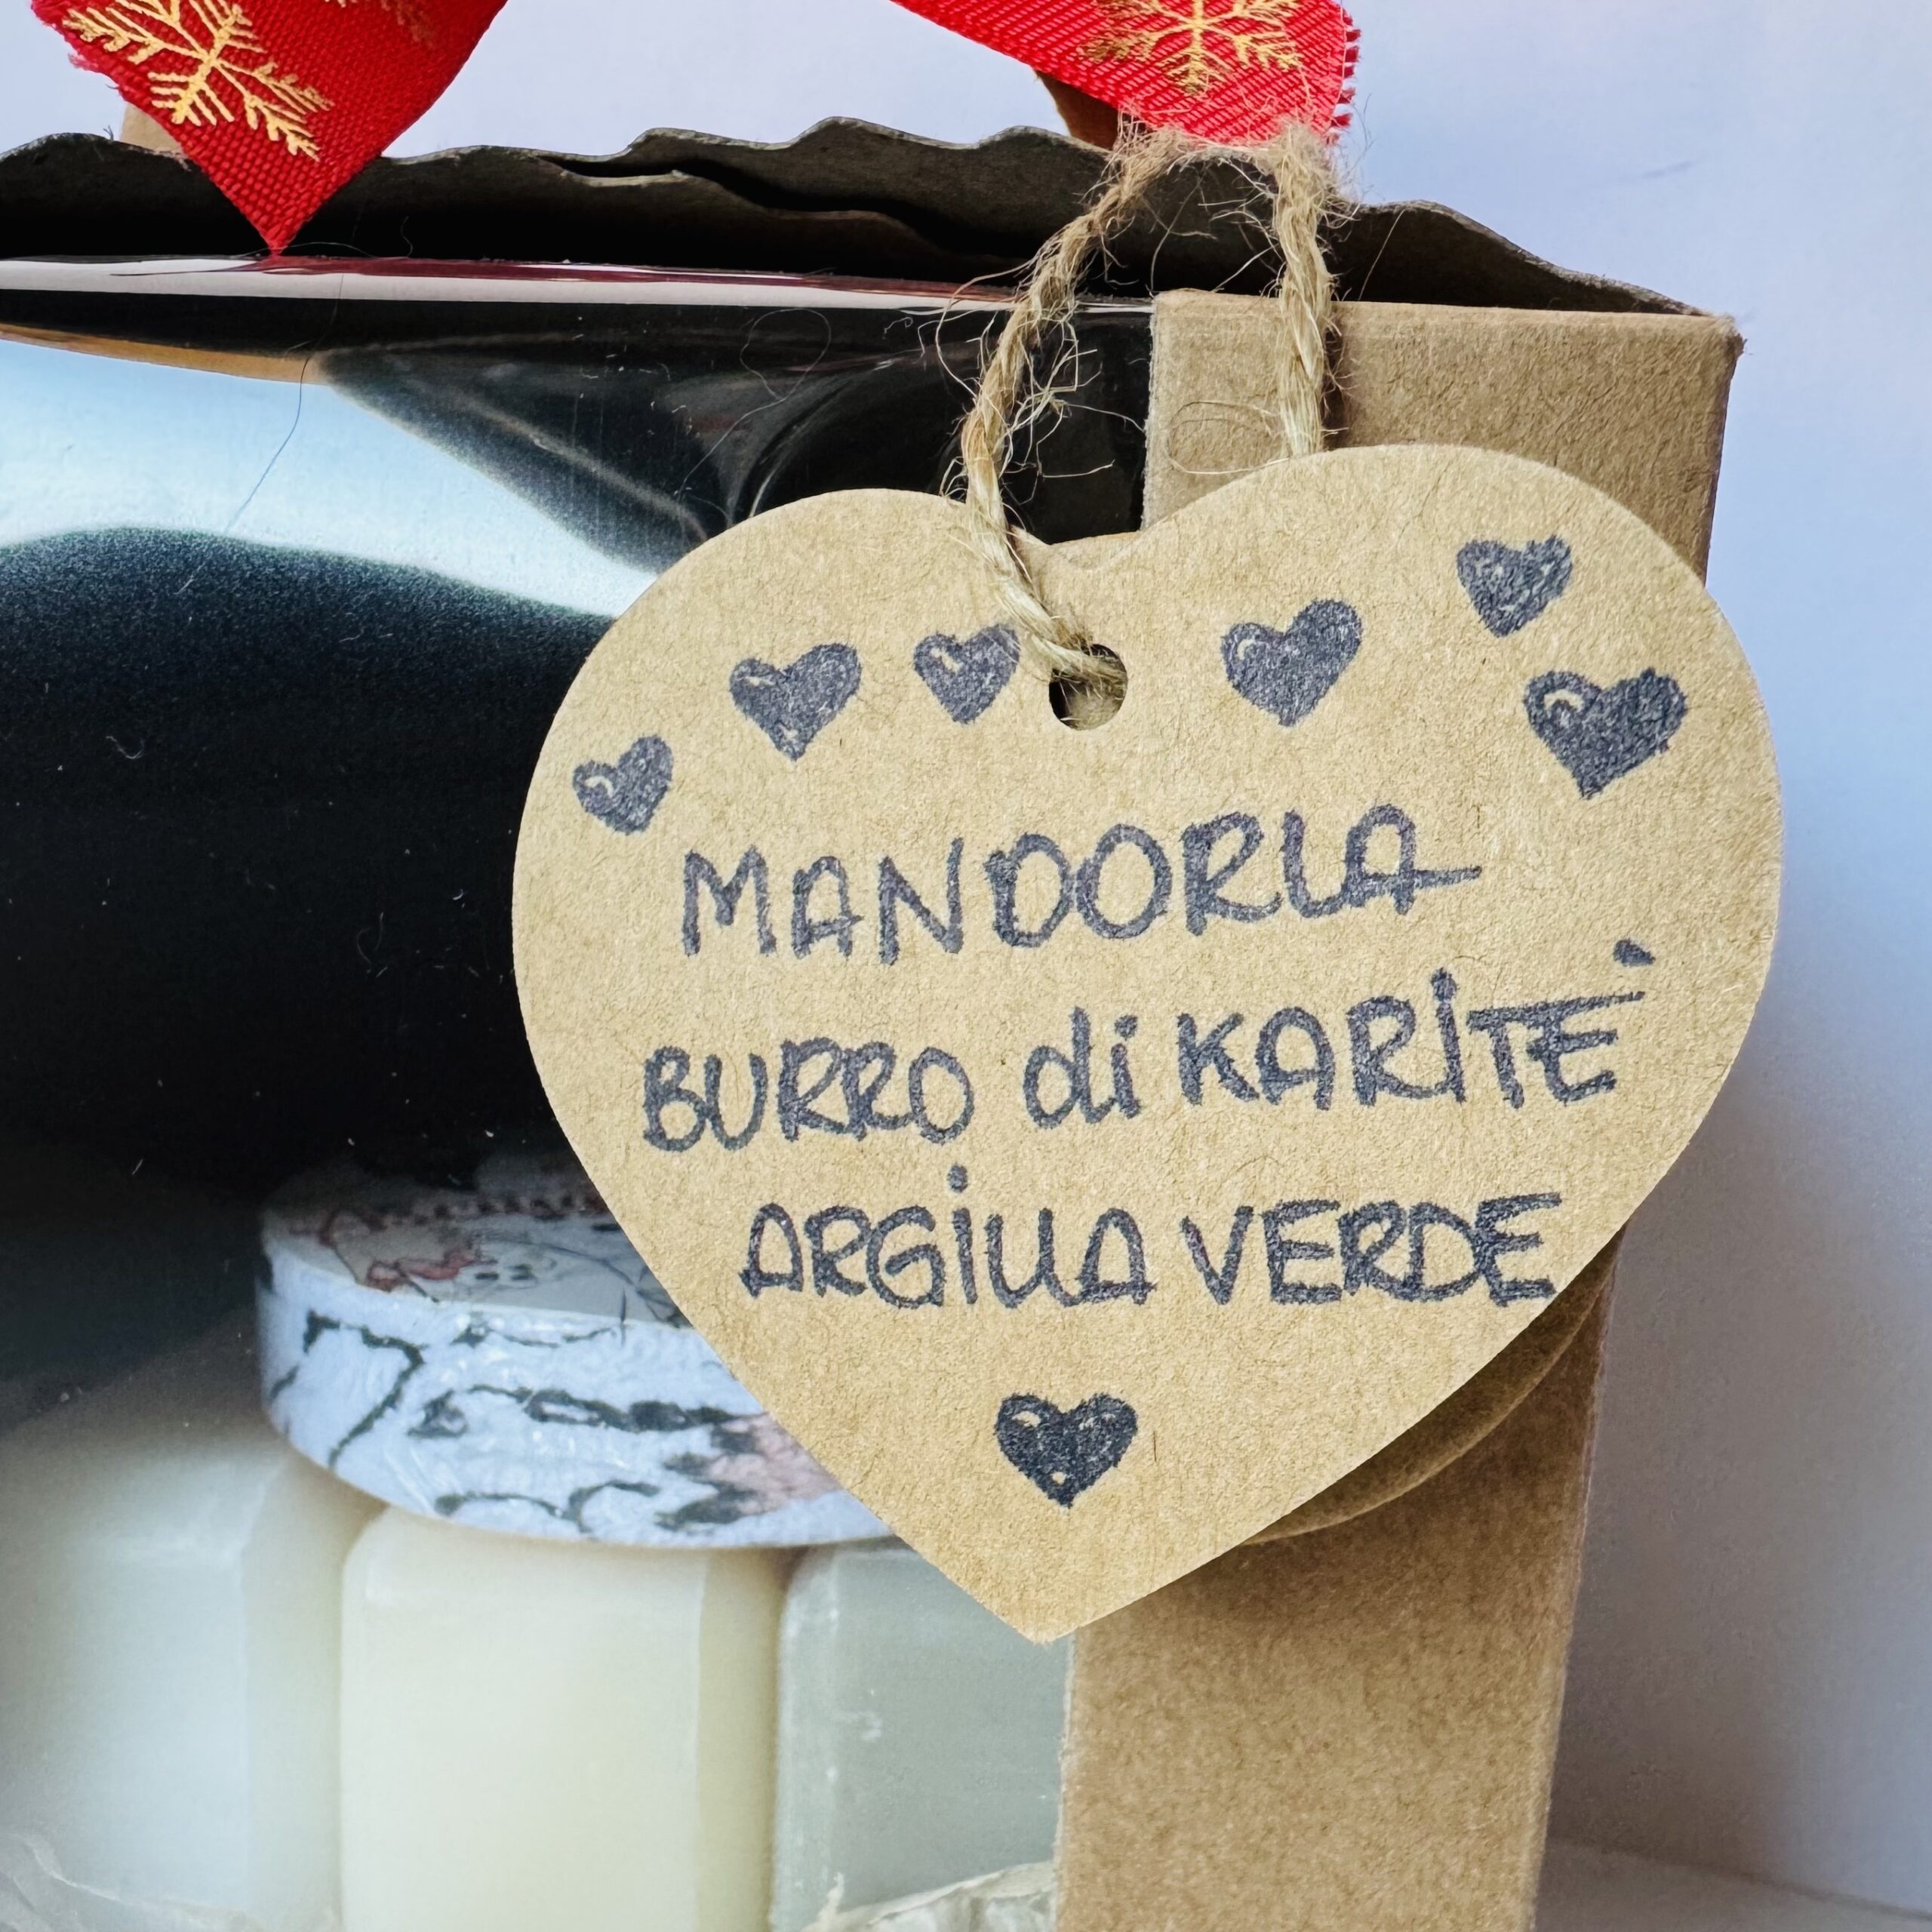 MANDORLA
BURRO di KARITÈ
ARGILLA VERDE